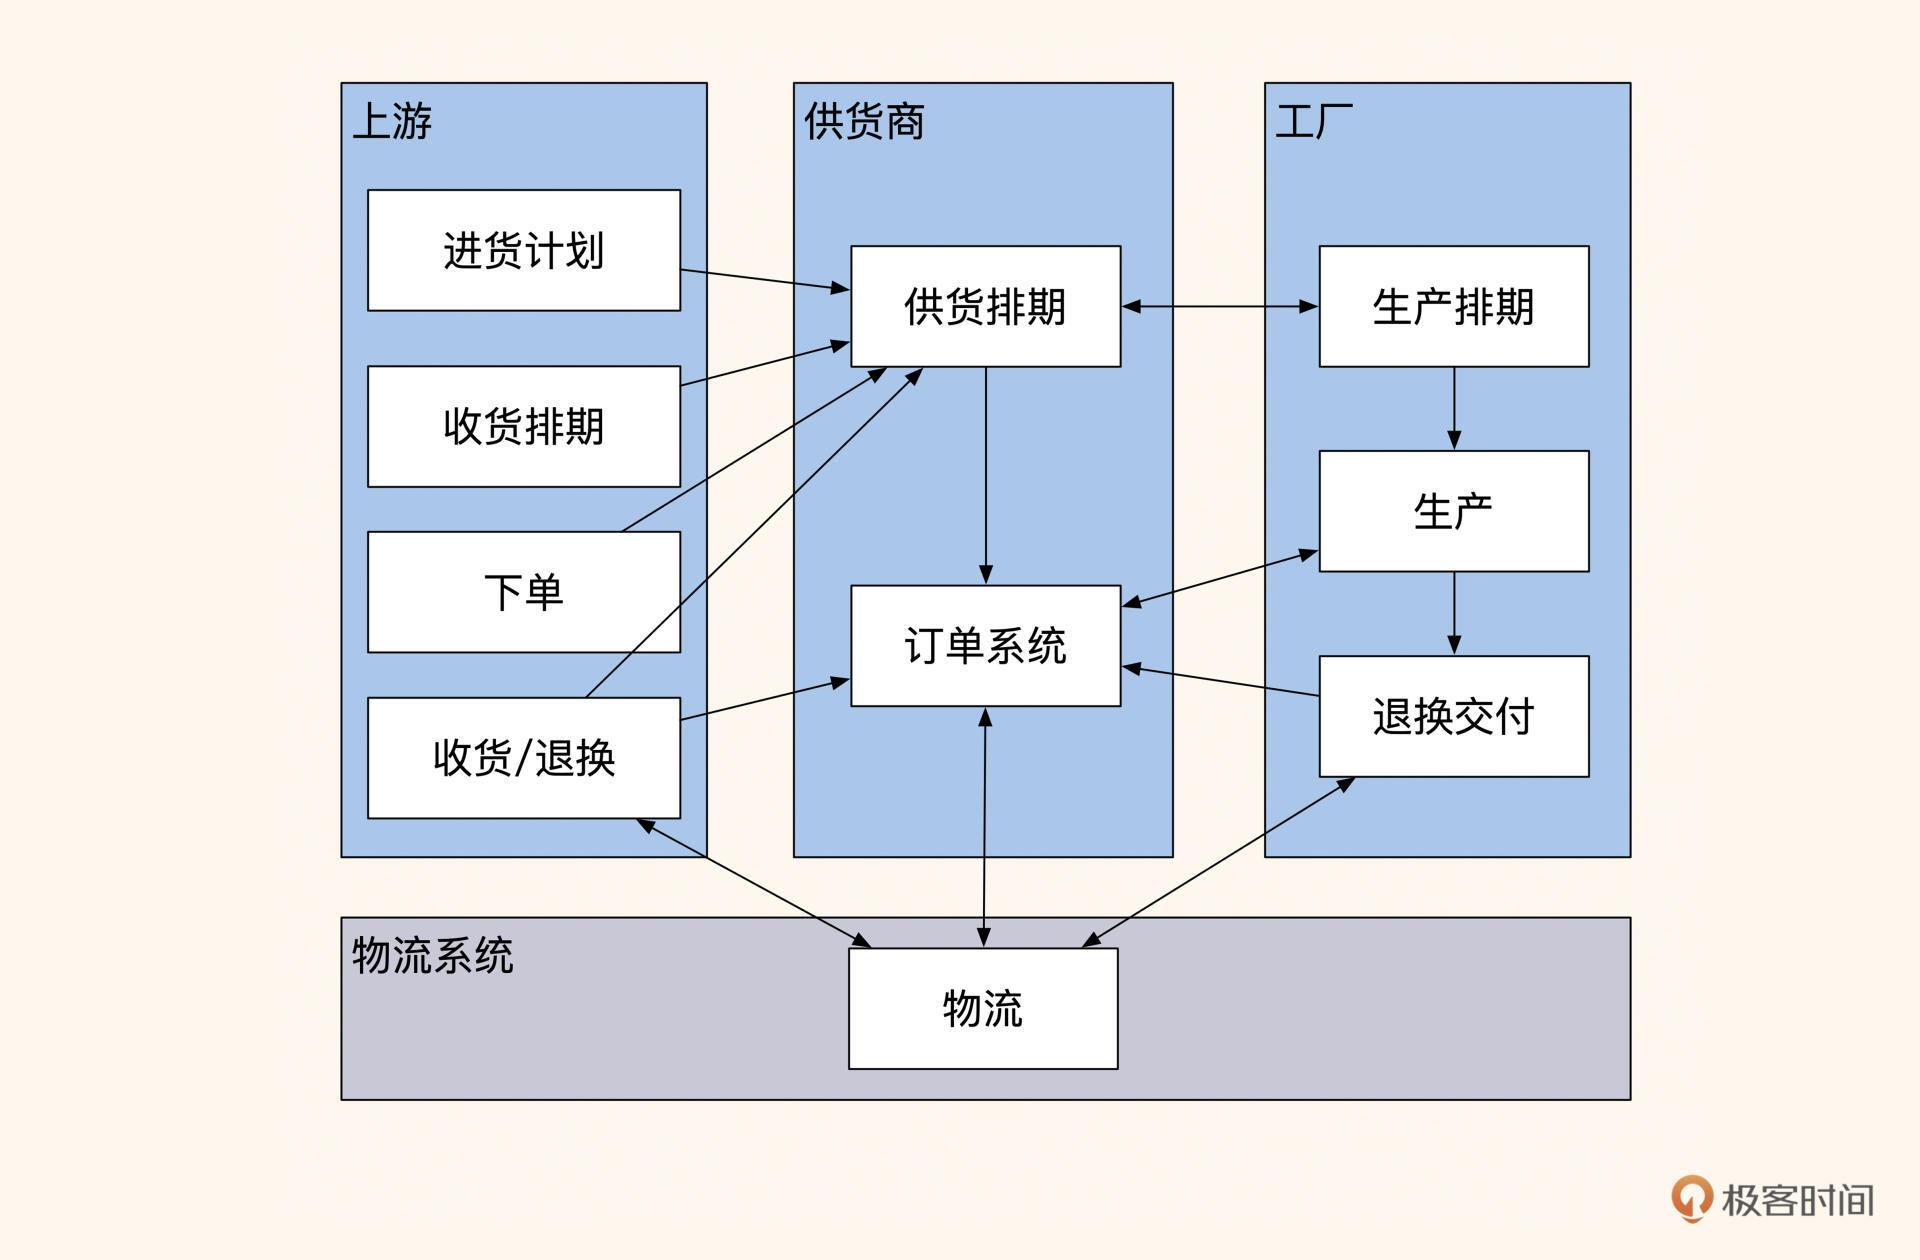 上游
进货计划
收货排期
下单
收货/退换
供货商
供货排期
订单系统
工厂
生产排期
生产
退换交付
物流系统
物流
极客时间